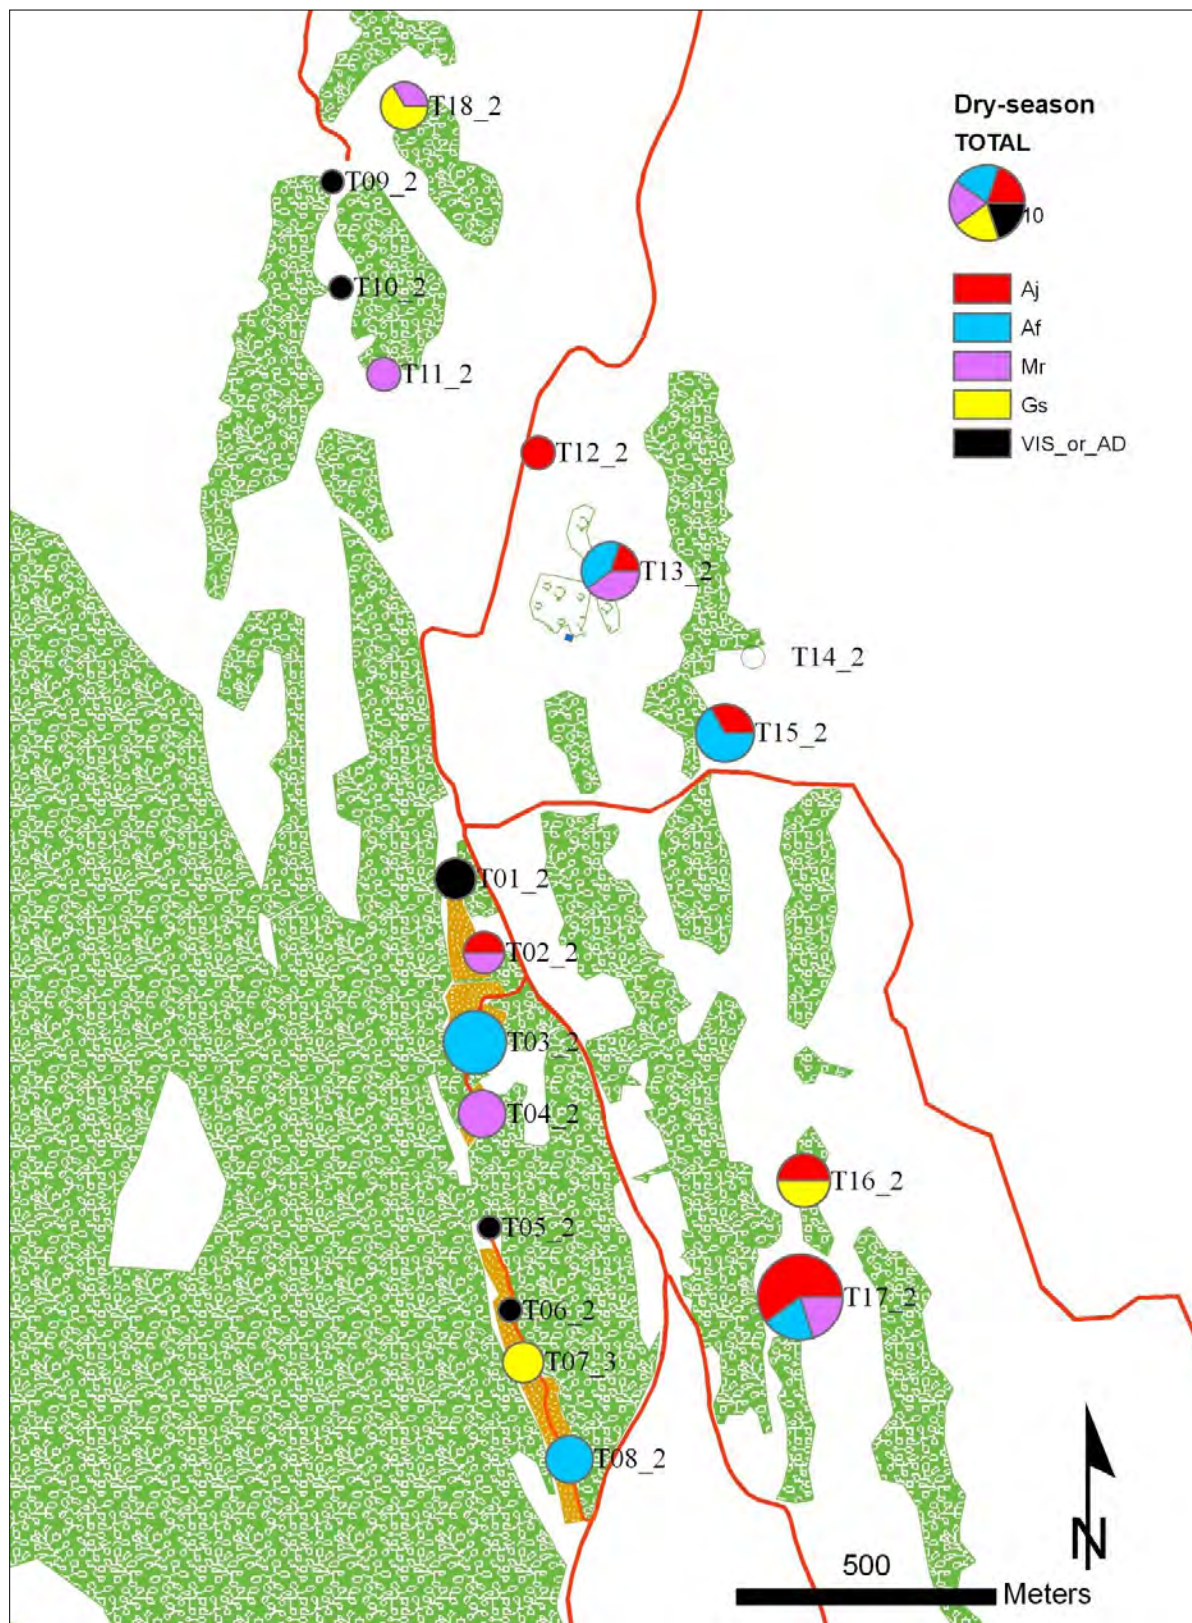 Dry-season
TOTAL
10
Aj
Af
Mr
Gs
VIS_or_AD
T18_2
T09_2
T10_2
T11_2
T12_2
T13_2
T14_2
T15_2
T01_2
T02_2
T03_2
T04_2
T16_2
T05_2
T17_2
T06_2
T07_3
T08_2
N
500
Meters